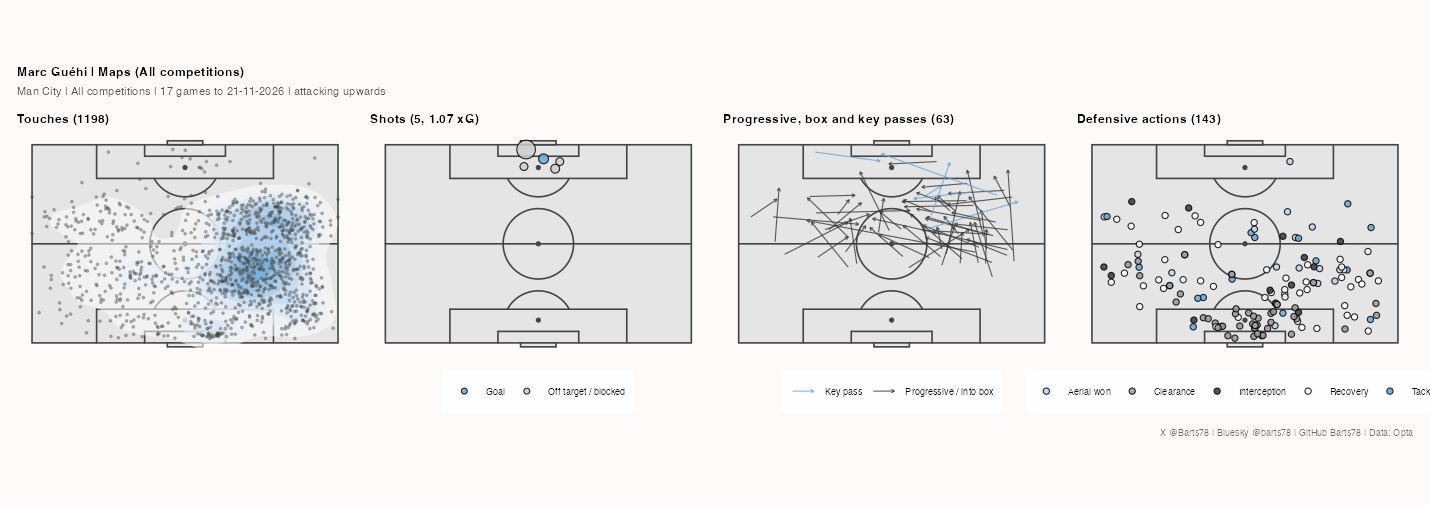 Marc Guéhi | Maps (All competitions)
Man City | All competitions | 17 games to 21-11-2026 | attacking upwards
Touches (1198)
Shots (5, 1.07 xG)
Progressive, box and key passes (63)
Defensive actions (143)
Goal
Off target / blocked
Key pass
Progressive / Into box
Aerial won
Clearance
Interception
Recovery
Tack
X @Barts78 | Bluesky @barts78 | GitHub Barts78 | Data: Opta